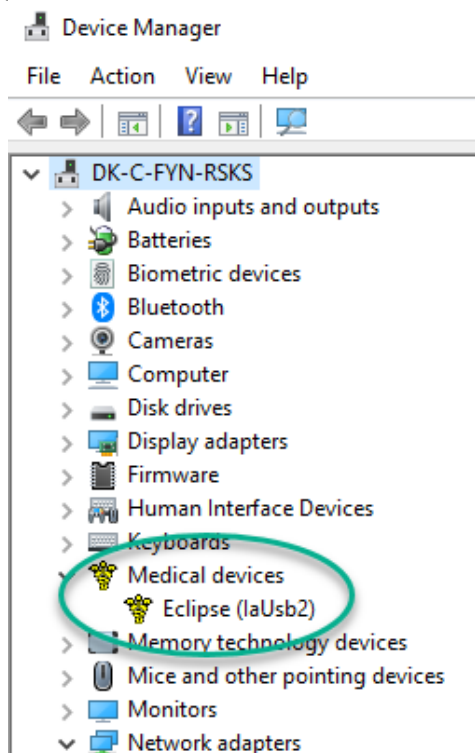 Device Manager
File Action View Help
DK-C-FYN-RSKS
Audio inputs and outputs
Batteries
Biometric devices
Bluetooth
Cameras
Computer
Disk drives
Display adapters
Firmware
Human Interface Devices
Keyboards
Medical devices
Eclipse (IaUsb2)
Memory technology devices
Mice and other pointing devices
Monitors
Network adapters